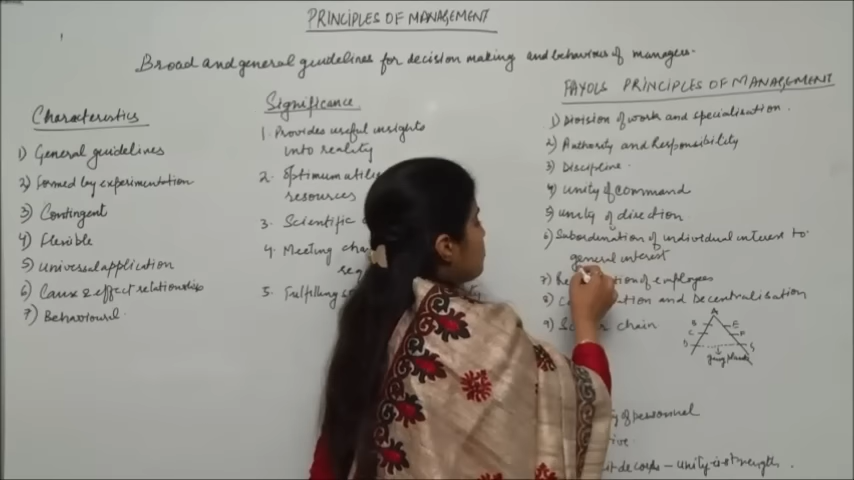 PRINCIPLES OF MANAGEMENT
Broad and general guidelines for decision making and behaviour of managers.
Characteristics
1) General guidelines
2) Formed by experimentation
3) Contingent
4) Flexible
5) Universal application
6) Cause & effect relationship
7) Behavioural.
Significance
1. Provides useful insights
into reality
2. Optimum
resources
3. Scientific
4. Meeting
5. Fulfilling
FAYOLS PRINCIPLES OF MANAGEMENT
1) Division of work and specialisation.
2) Authority and Responsibility
3) Discipline.
4) Unity of command
5) Unity of direction
6) Subordination of individual interest to
general interest
7) of employees
8) and Decentralisation
9) chain
A
B E
C F
D G
gang plank
of personnel
de corps - unity is strength.